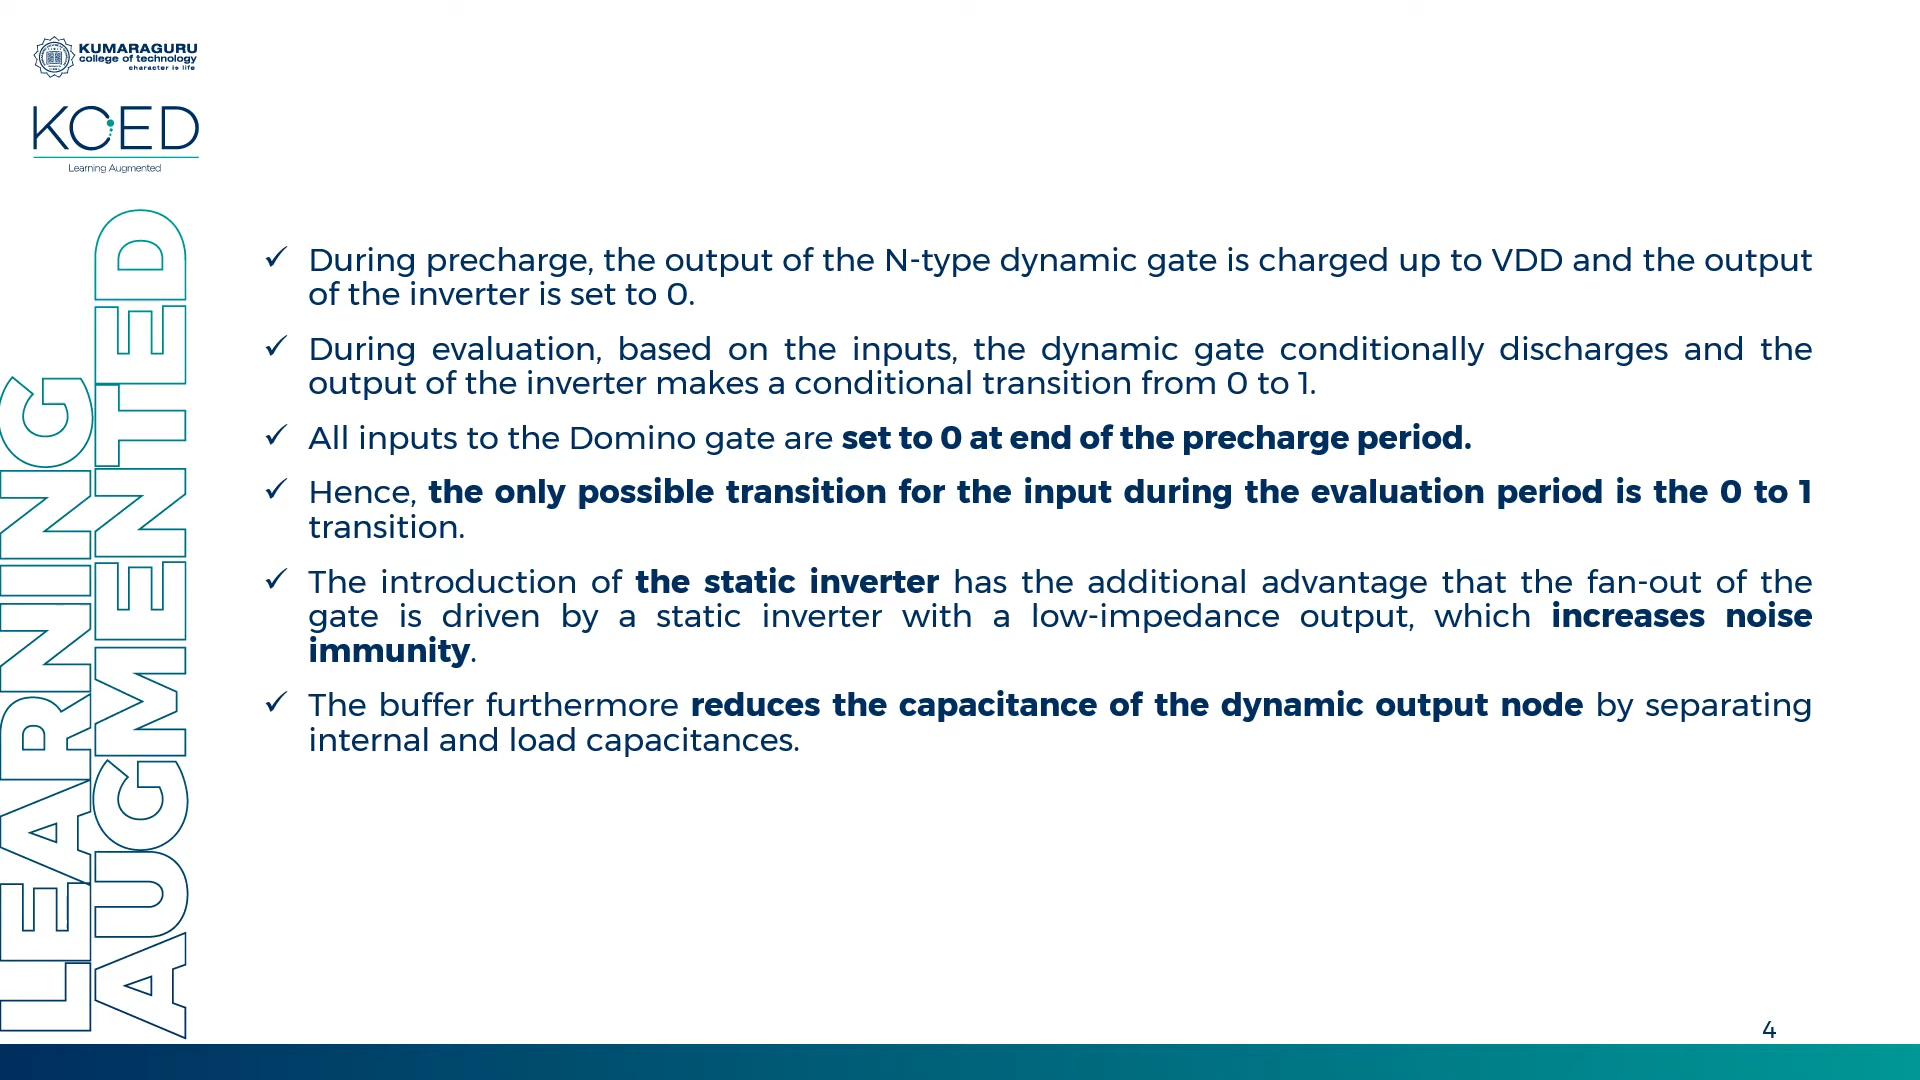 KUMARAGURU
college of technology
character is life
KCED
Learning Augmented
LEARNING
AUGMENTED
✓ During precharge, the output of the N-type dynamic gate is charged up to VDD and the output
of the inverter is set to 0.
✓ During evaluation, based on the inputs, the dynamic gate conditionally discharges and the
output of the inverter makes a conditional transition from 0 to 1.
✓ All inputs to the Domino gate are set to 0 at end of the precharge period.
✓ Hence, the only possible transition for the input during the evaluation period is the 0 to 1
transition.
✓ The introduction of the static inverter has the additional advantage that the fan-out of the
gate is driven by a static inverter with a low-impedance output, which increases noise
immunity.
✓ The buffer furthermore reduces the capacitance of the dynamic output node by separating
internal and load capacitances.
4